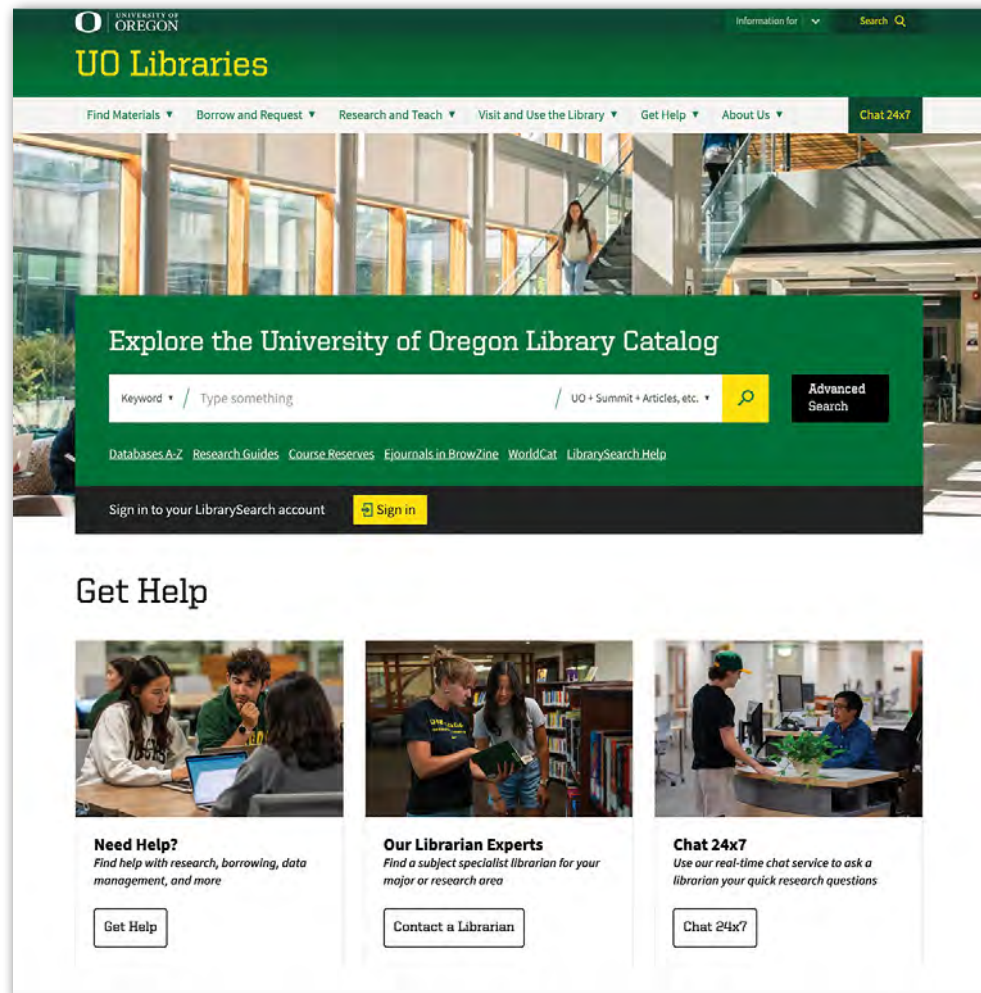 UNIVERSITY OF
OREGON
Information for
Search
UO Libraries
Find Materials ▼ Borrow and Request ▼ Research and Teach ▼ Visit and Use the Library ▼ Get Help ▼ About Us ▼ Chat 24x7
Explore the University of Oregon Library Catalog
Keyword ▾ / Type something / UO + Summit + Articles, etc. ▾
Advanced
Search
Databases A-Z Research Guides Course Reserves Ejournals in BrowZine WorldCat LibrarySearch Help
Sign in to your LibrarySearch account Sign in
Get Help
Need Help?
Find help with research, borrowing, data
management, and more
Get Help
Our Librarian Experts
Find a subject specialist librarian for your
major or research area
Contact a Librarian
Chat 24x7
Use our real-time chat service to ask a
librarian your quick research questions
Chat 24x7